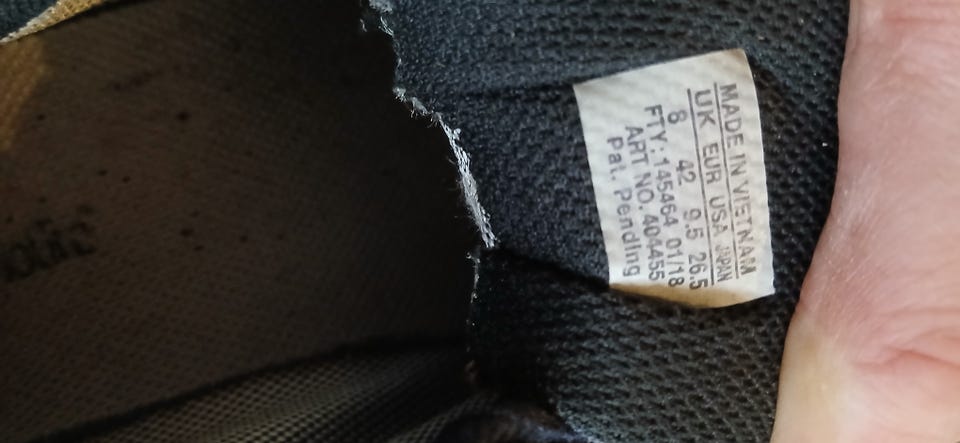 MADE IN VIETNAM
UK EUR USA JAPAN
8 42 9.5 26.5
FTY: 145464 01/18
ART NO. 404455
Pat. Pending